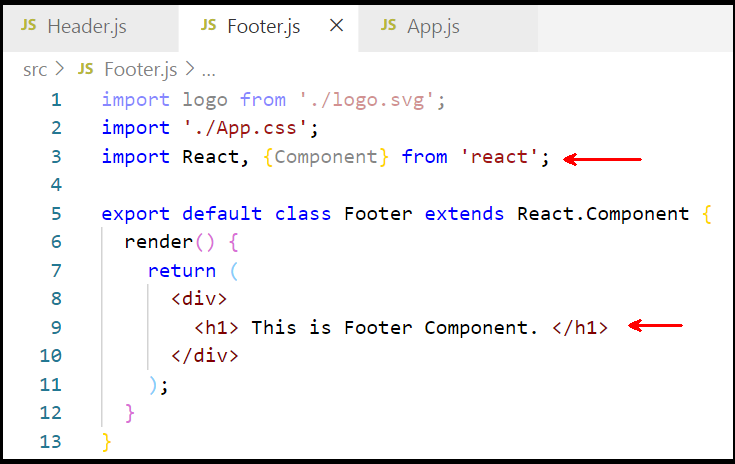 JS Header.js JS Footer.js × JS App.js
src > JS Footer.js > ...
1 import logo from './logo.svg';
2 import './App.css';
3 import React, {Component} from 'react';
4
5 export default class Footer extends React.Component {
6 render() {
7 return (
8 <div>
9 <h1> This is Footer Component. </h1>
10 </div>
11 );
12 }
13 }